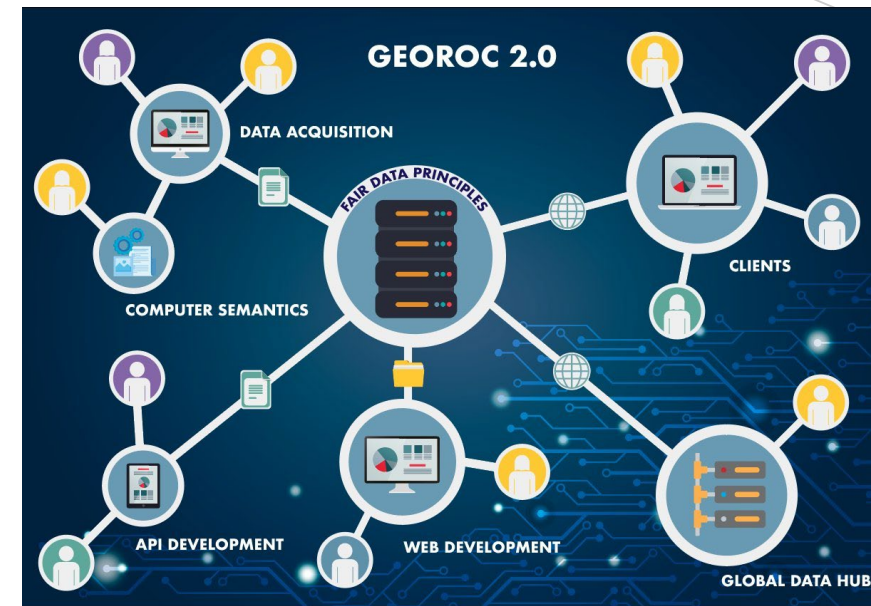 GEOROC 2.0
DATA ACQUISITION
FAIR DATA PRINCIPLES
CLIENTS
COMPUTER SEMANTICS
API DEVELOPMENT
WEB DEVELOPMENT
GLOBAL DATA HUB